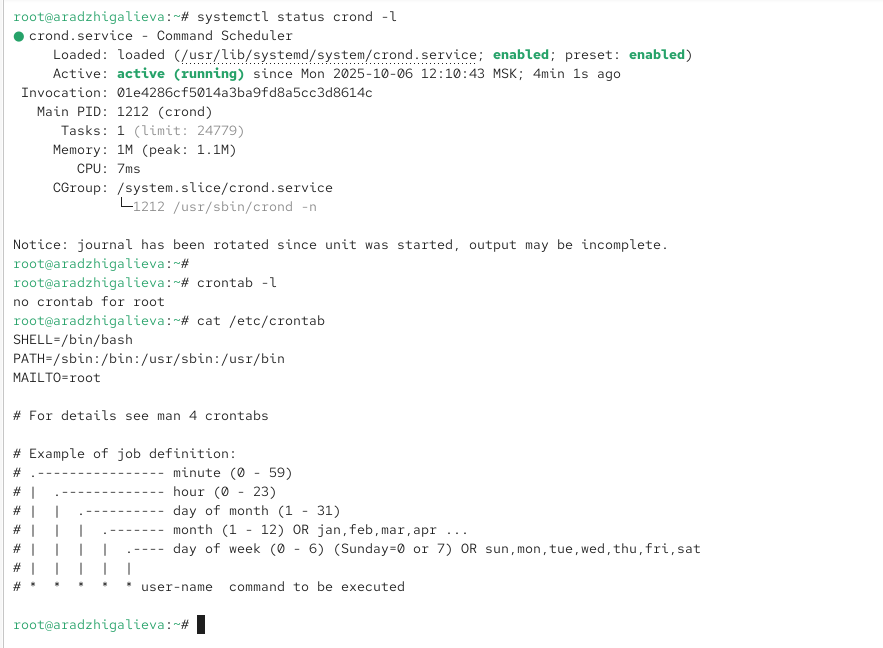 root@aradzhigalieva:~# systemctl status crond -l
● crond.service - Command Scheduler
     Loaded: loaded (/usr/lib/systemd/system/crond.service; enabled; preset: enabled)
     Active: active (running) since Mon 2025-10-06 12:10:43 MSK; 4min 1s ago
 Invocation: 01e4286cf5014a3ba9fd8a5cc3d8614c
   Main PID: 1212 (crond)
      Tasks: 1 (limit: 24779)
     Memory: 1M (peak: 1.1M)
        CPU: 7ms
     CGroup: /system.slice/crond.service
             └─1212 /usr/sbin/crond -n

Notice: journal has been rotated since unit was started, output may be incomplete.
root@aradzhigalieva:~#
root@aradzhigalieva:~# crontab -l
no crontab for root
root@aradzhigalieva:~# cat /etc/crontab
SHELL=/bin/bash
PATH=/sbin:/bin:/usr/sbin:/usr/bin
MAILTO=root

# For details see man 4 crontabs

# Example of job definition:
# .---------------- minute (0 - 59)
# |  .------------- hour (0 - 23)
# |  |  .---------- day of month (1 - 31)
# |  |  |  .------- month (1 - 12) OR jan,feb,mar,apr ...
# |  |  |  |  .---- day of week (0 - 6) (Sunday=0 or 7) OR sun,mon,tue,wed,thu,fri,sat
# |  |  |  |  |
# *  *  *  *  * user-name  command to be executed

root@aradzhigalieva:~#